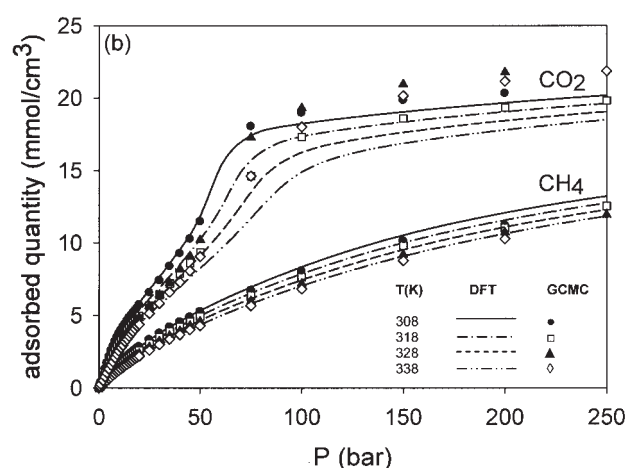 (b)
25
20
15
10
5
0
adsorbed quantity (mmol/cm³)
CO₂
CH₄
T(K) DFT GCMC
308
318
328
338
0 50 100 150 200 250
P (bar)